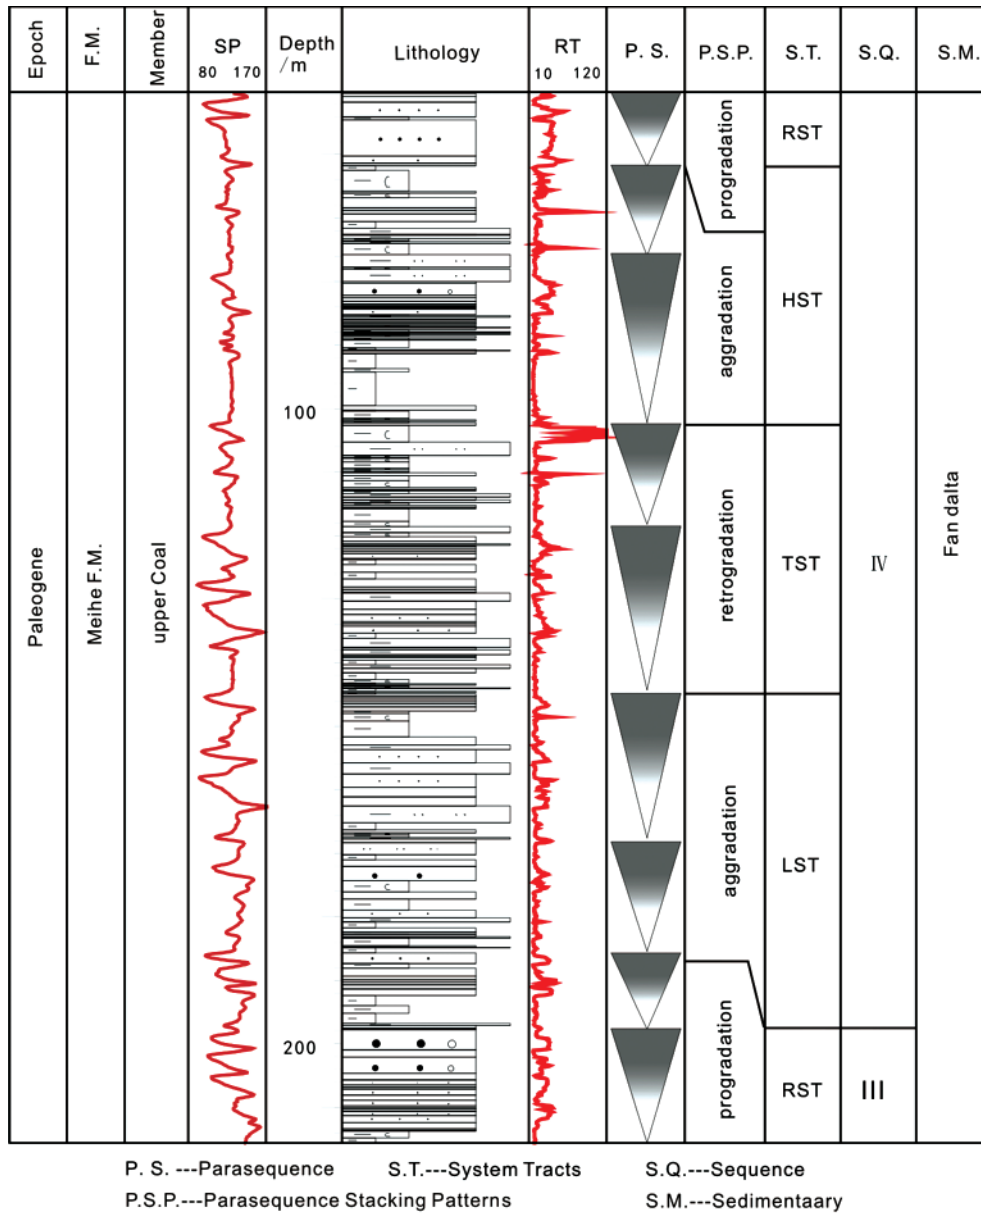 Epoch F.M. Member SP Depth /m Lithology RT P. S. P.S.P. S.T. S.Q. S.M.
80 170 10 120
Paleogene
Meihe F.M.
upper Coal
100
200
progradation
aggradation
retrogradation
aggradation
progradation
RST
HST
TST
LST
RST
IV
III
Fan dalta
P. S. ---Parasequence S.T.---System Tracts S.Q.---Sequence
P.S.P.---Parasequence Stacking Patterns S.M.---Sedimentaary